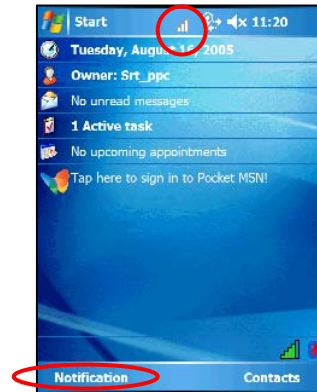 Start 11:20
Tuesday, August 16, 2005
Owner: Srt_ppc
No unread messages
1 Active task
No upcoming appointments
Tap here to sign in to Pocket MSN!
Notification Contacts